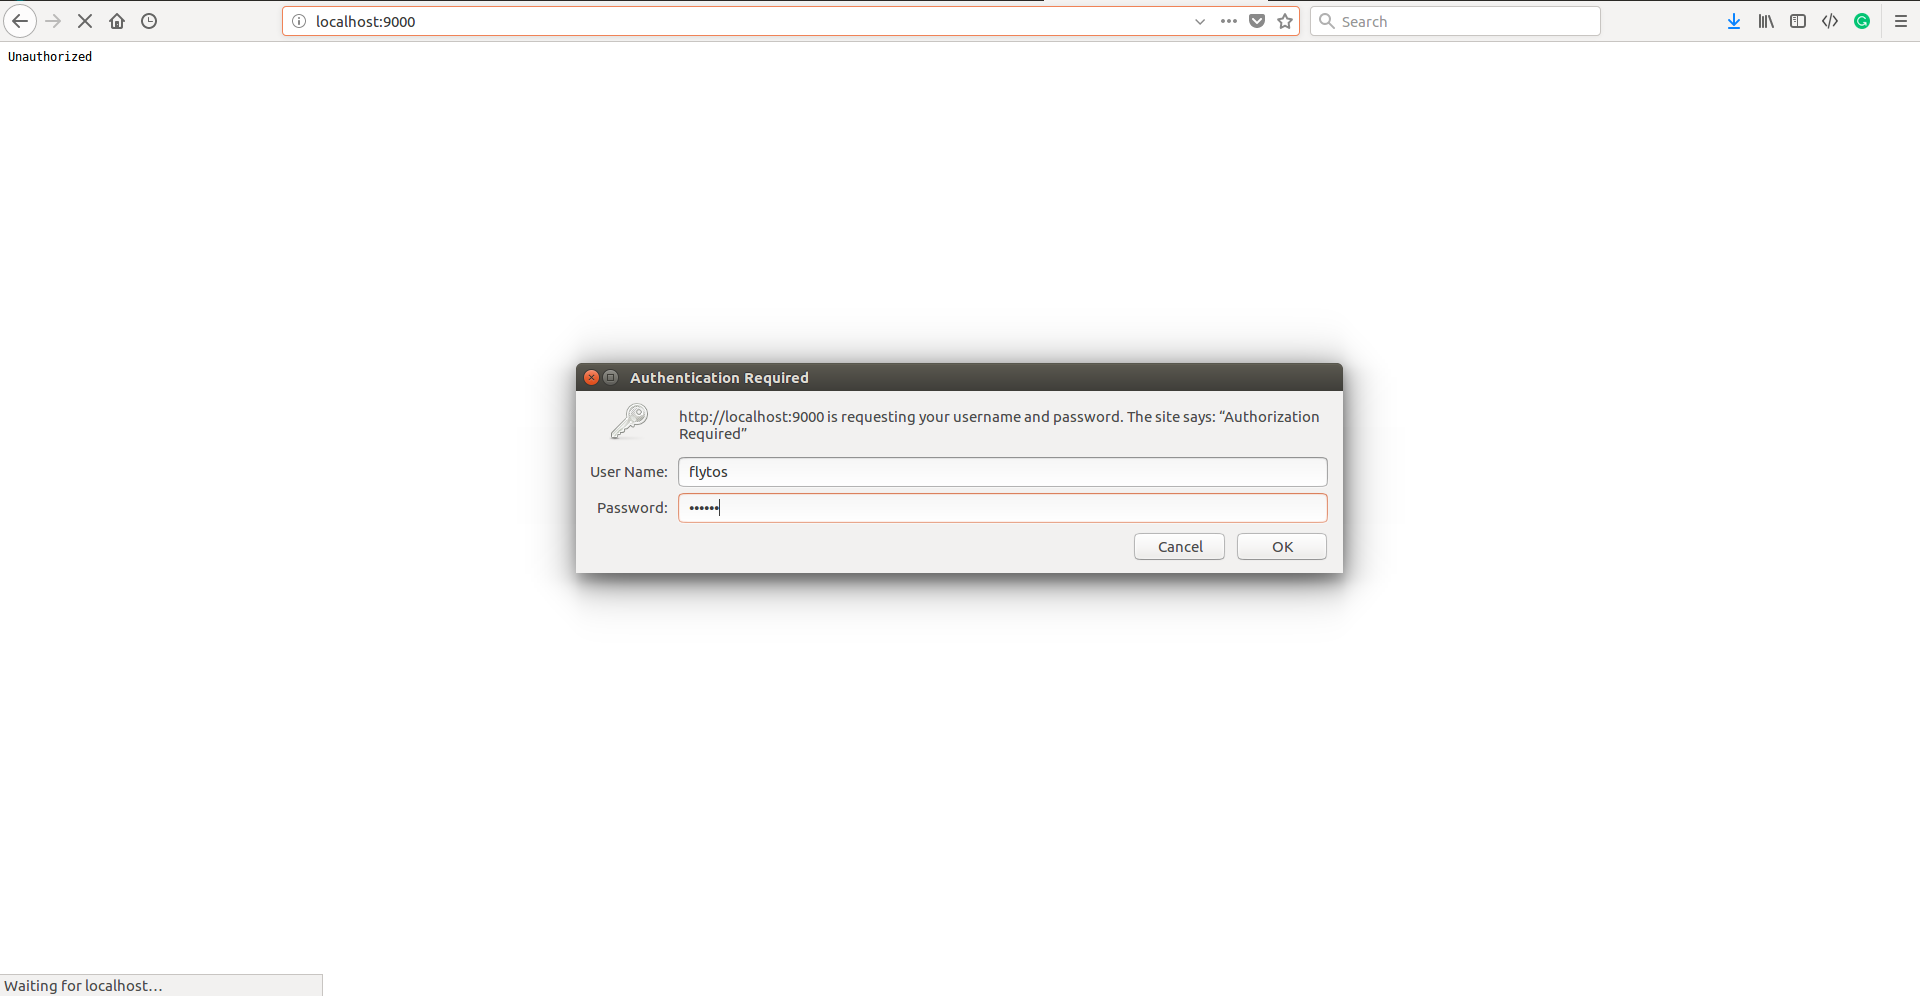 localhost:9000
Search
Unauthorized
Authentication Required
http://localhost:9000 is requesting your username and password. The site says: “Authorization
Required”
User Name: flytos
Password: ••••••
Cancel OK
Waiting for localhost…